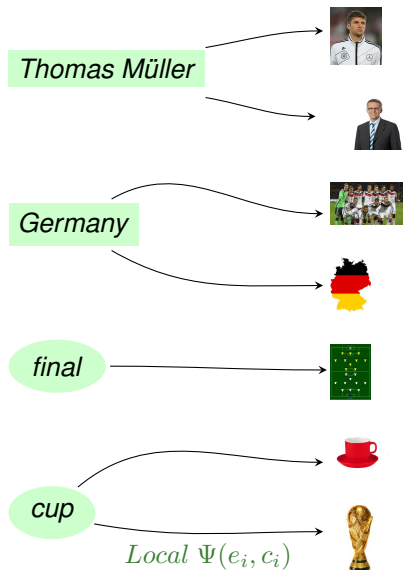 Thomas Müller
Germany
final
cup
Local Ψ(e_i, c_i)